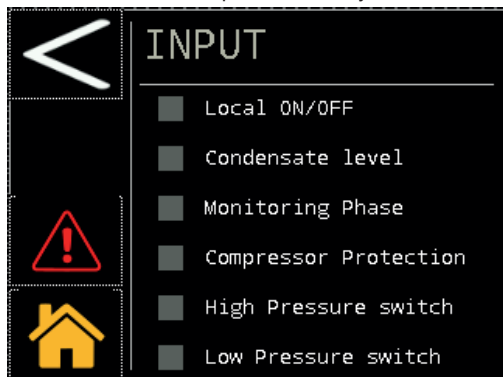 INPUT
Local ON/OFF
Condensate level
Monitoring Phase
Compressor Protection
High Pressure switch
Low Pressure switch